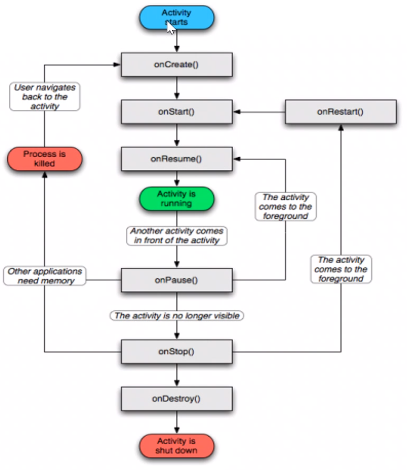 Activity
starts
onCreate()
User navigates
back to the
activity
onStart()
onRestart()
Process is
killed
onResume()
Activity is
running
The activity
comes to the
foreground
Another activity comes
in front of the activity
The activity
comes to the
foreground
Other applications
need memory
onPause()
The activity is no longer visible
onStop()
onDestroy()
Activity is
shut down